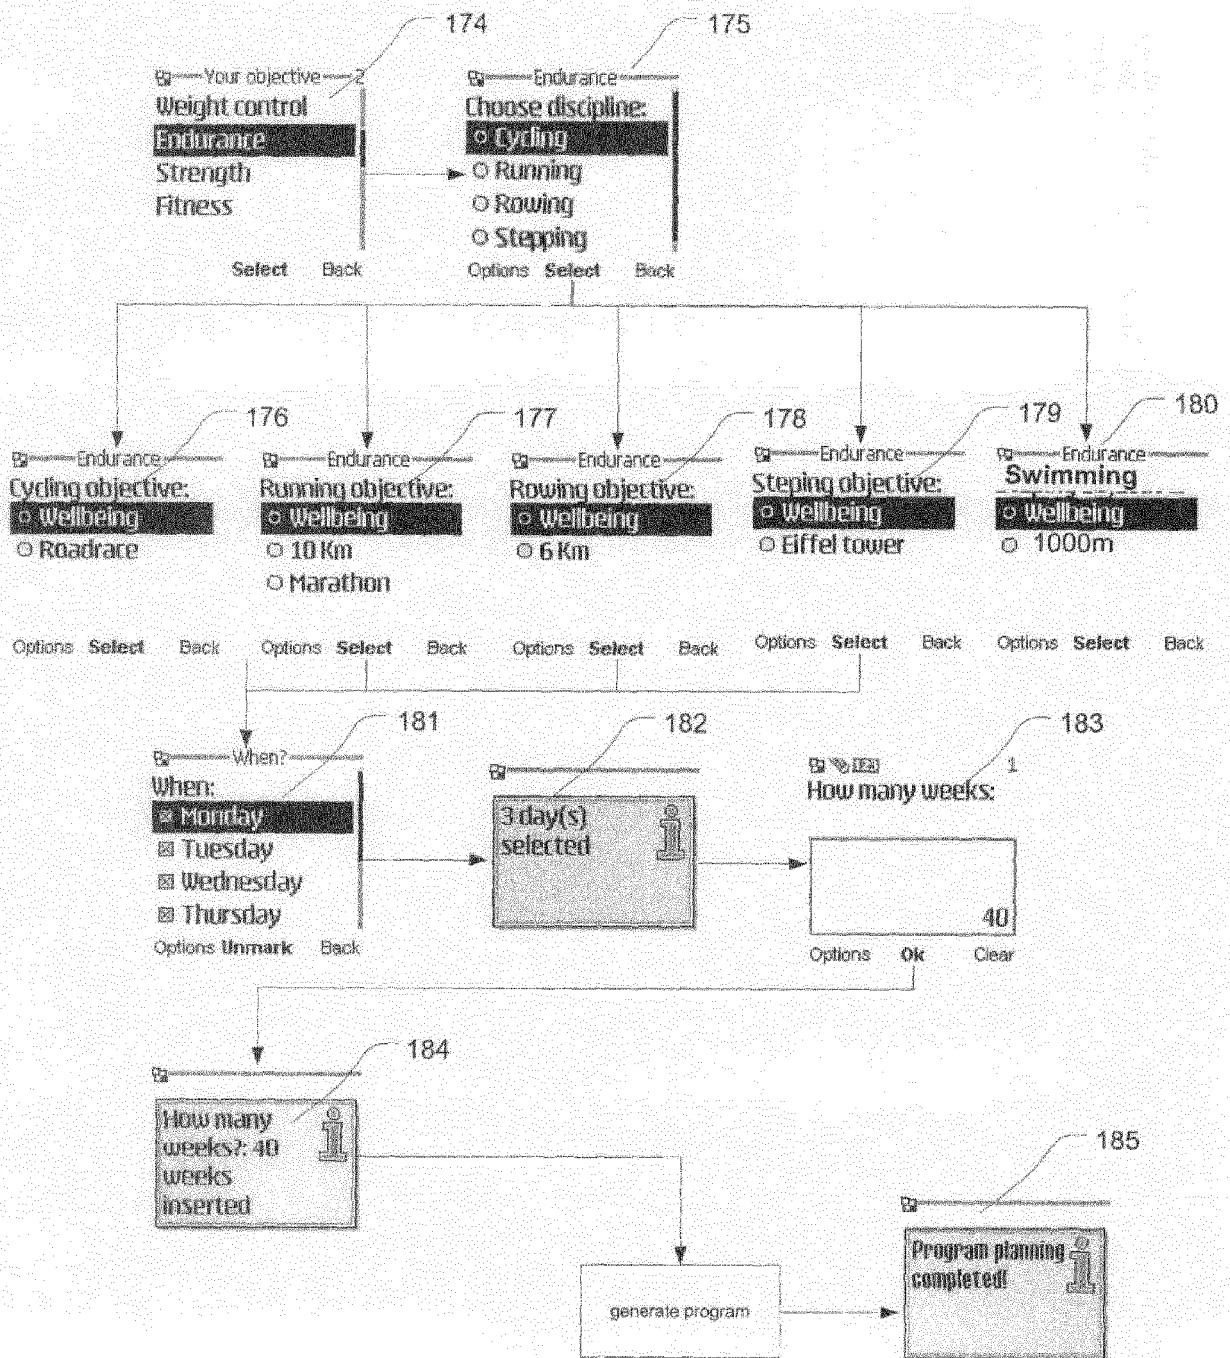 174
175
Your objective 2
Weight control
Endurance
Strength
Fitness
Select Back
Endurance
Choose discipline:
Cycling
Running
Rowing
Stepping
Options Select Back
176
177
178
179
180
Endurance
Cycling objective:
Wellbeing
Roadrace
Options Select Back
Endurance
Running objective:
Wellbeing
10 Km
Marathon
Options Select Back
Endurance
Rowing objective:
Wellbeing
6 Km
Options Select Back
Endurance
Steping objective:
Wellbeing
Eiffel tower
Options Select Back
Endurance
Swimming
Wellbeing
1000m
Options Select Back
181
182
183
When?
When:
Monday
Tuesday
Wednesday
Thursday
Options Unmark Back
3 day(s)
selected
1
How many weeks:
40
Options Ok Clear
184
How many
weeks?: 40
weeks
inserted
185
generate program
Program planning
completed!